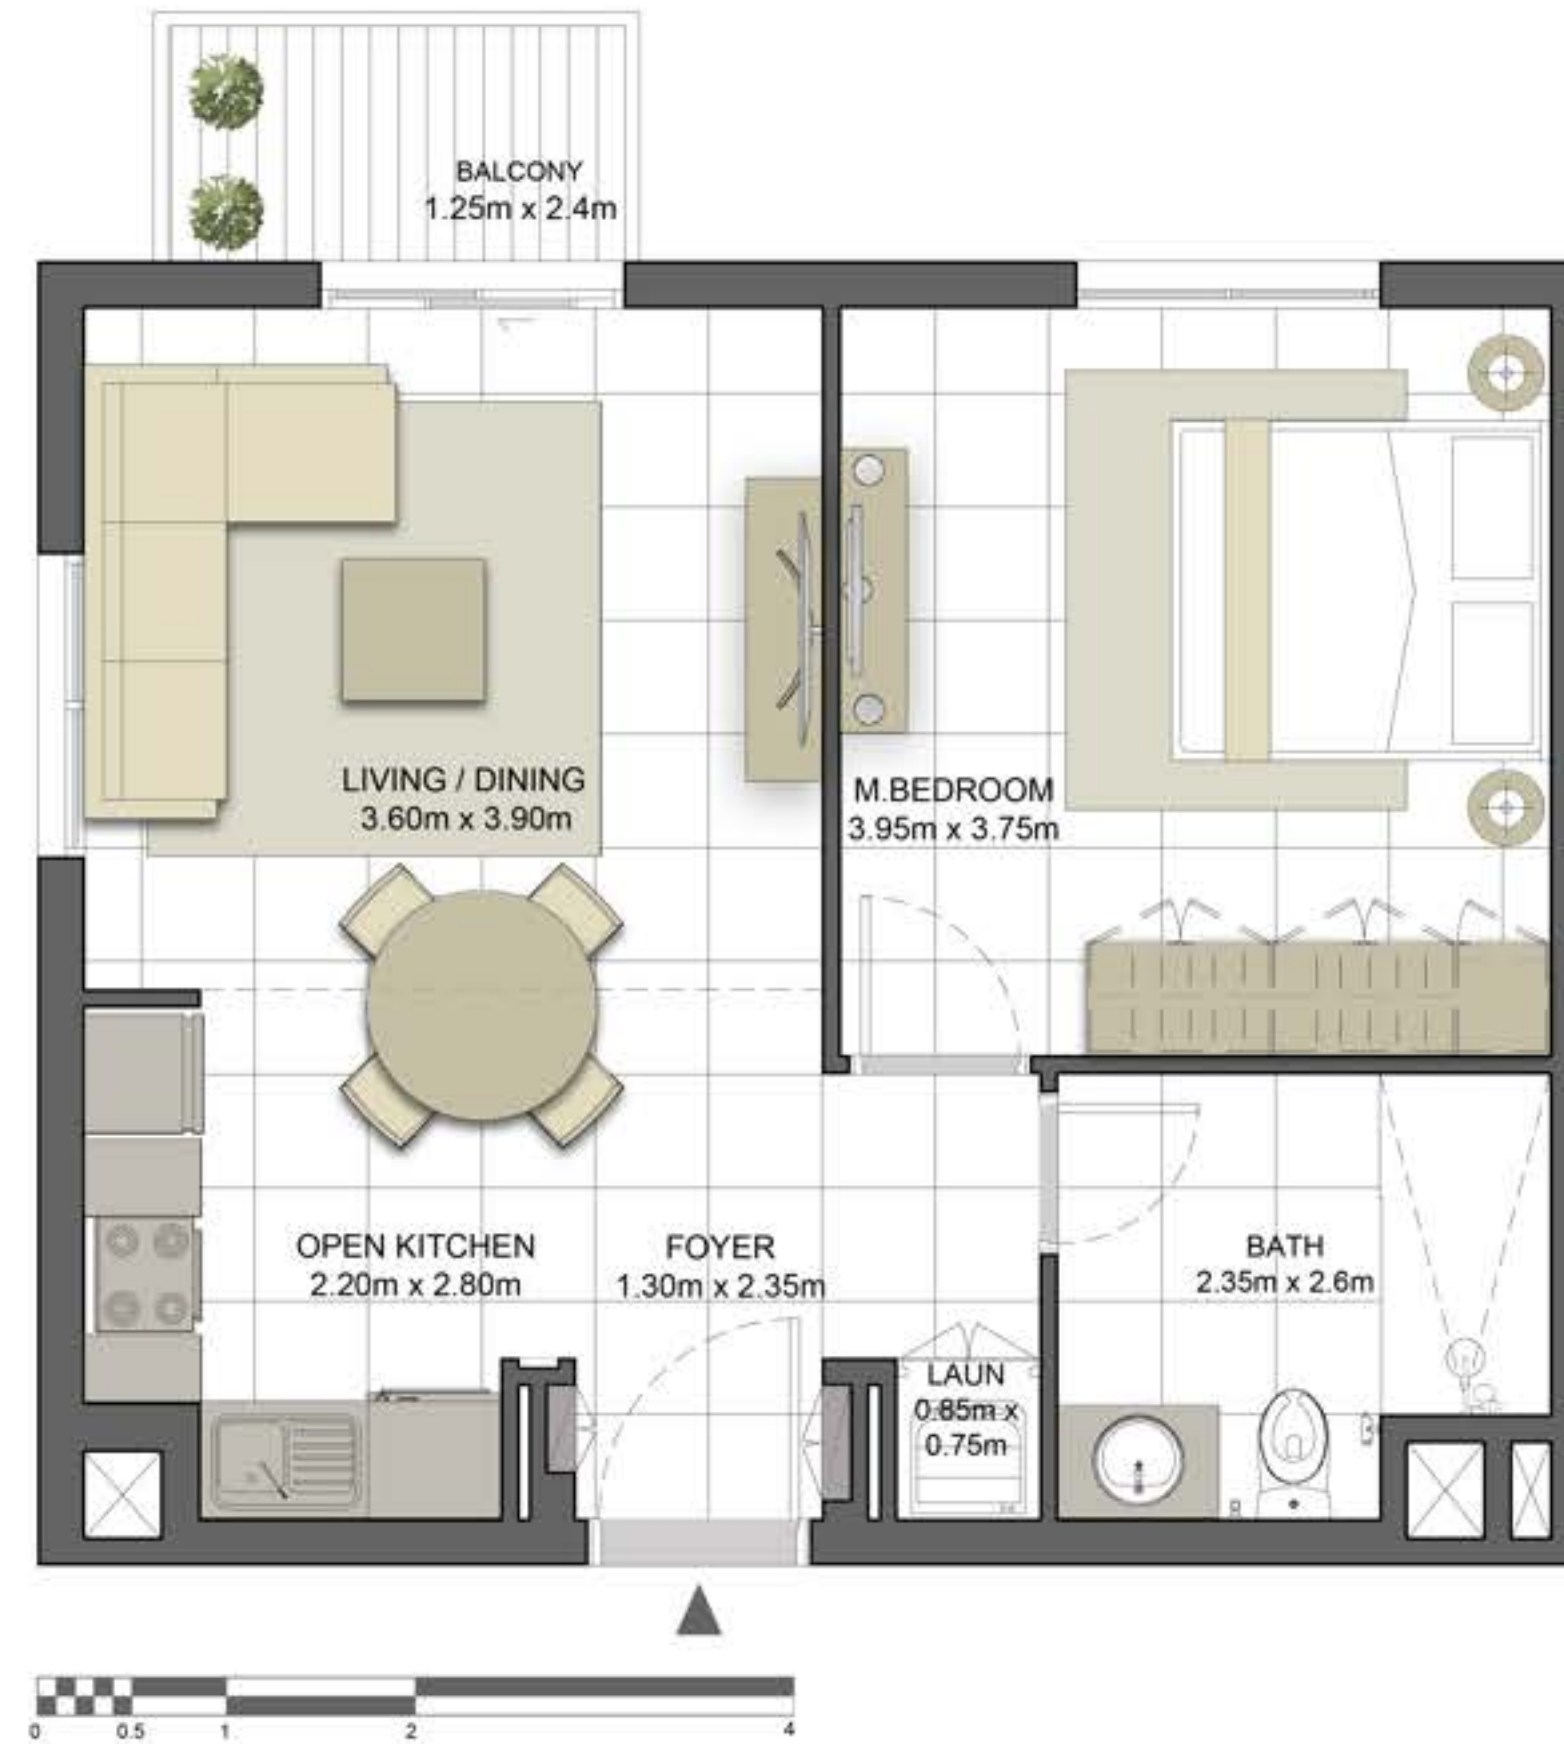 BALCONY
1.25m x 2.4m
LIVING / DINING
3.60m x 3.90m
M.BEDROOM
3.95m x 3.75m
OPEN KITCHEN
2.20m x 2.80m
FOYER
1.30m x 2.35m
BATH
2.35m x 2.6m
LAUN
0.85m x
0.75m
0 0.5 1 2 4